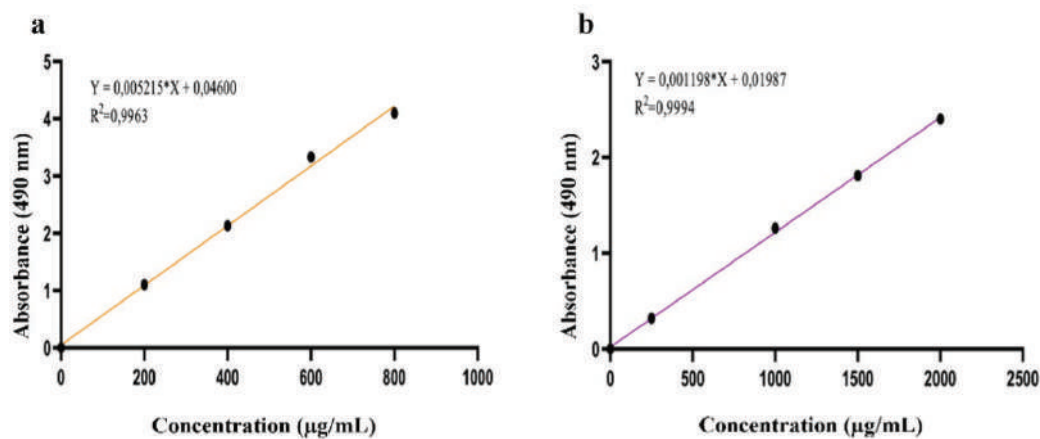 a
Y = 0,005215*X + 0,04600
R²=0,9963
Absorbance (490 nm)
5
4
3
2
1
0
0 200 400 600 800 1000
Concentration (µg/mL)
b
Y = 0,001198*X + 0,01987
R²=0,9994
Absorbance (490 nm)
3
2
1
0
0 500 1000 1500 2000 2500
Concentration (µg/mL)